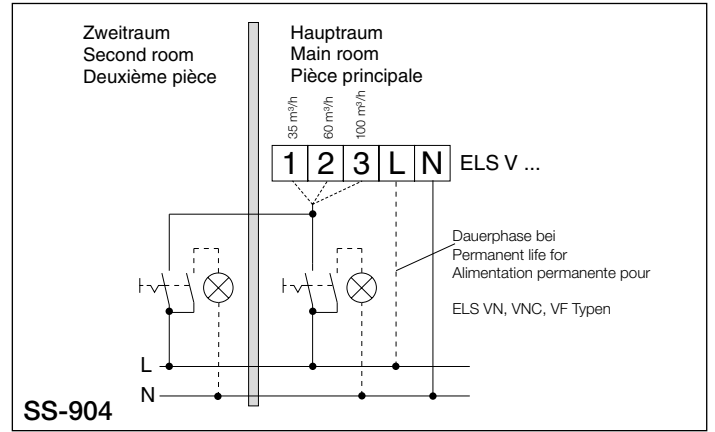 Zweitraum
Second room
Deuxième pièce
Hauptraum
Main room
Pièce principale
35 m³/h
60 m³/h
100 m³/h
1 2 3 L N ELS V ...
Dauerphase bei
Permanent life for
Alimentation permanente pour
ELS VN, VNC, VF Typen
L
N
SS-904